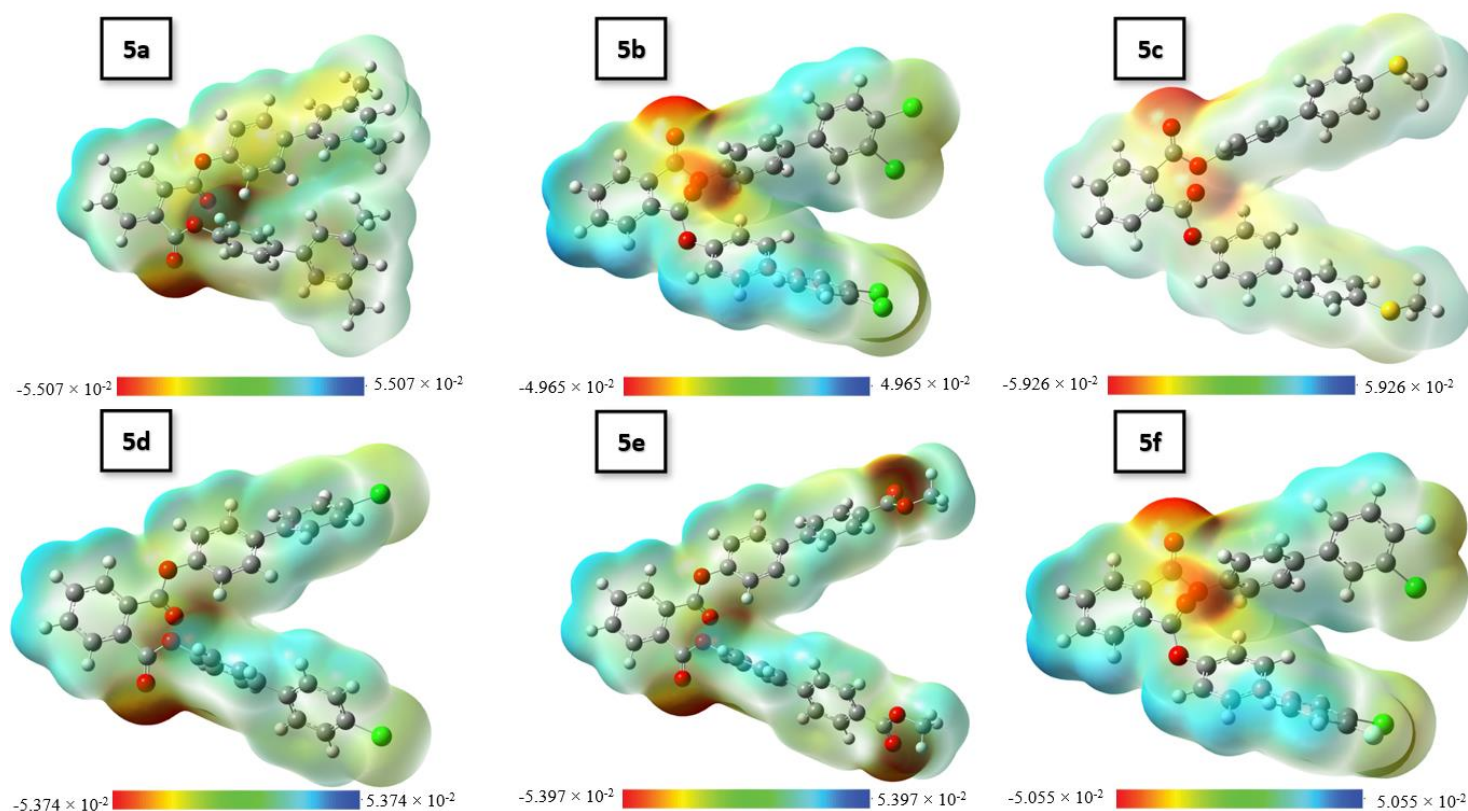 5a
5b
5c
-5.507 × 10⁻² 5.507 × 10⁻²
-4.965 × 10⁻² 4.965 × 10⁻²
-5.926 × 10⁻² 5.926 × 10⁻²
5d
5e
5f
-5.374 × 10⁻² 5.374 × 10⁻²
-5.397 × 10⁻² 5.397 × 10⁻²
-5.055 × 10⁻² 5.055 × 10⁻²